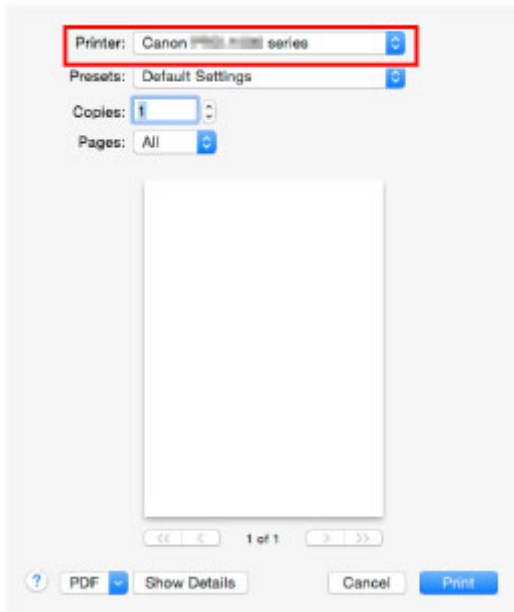 Printer: Canon series
Presets: Default Settings
Copies: 1
Pages: All
<< < 1 of 1 > >>
? PDF Show Details Cancel Print